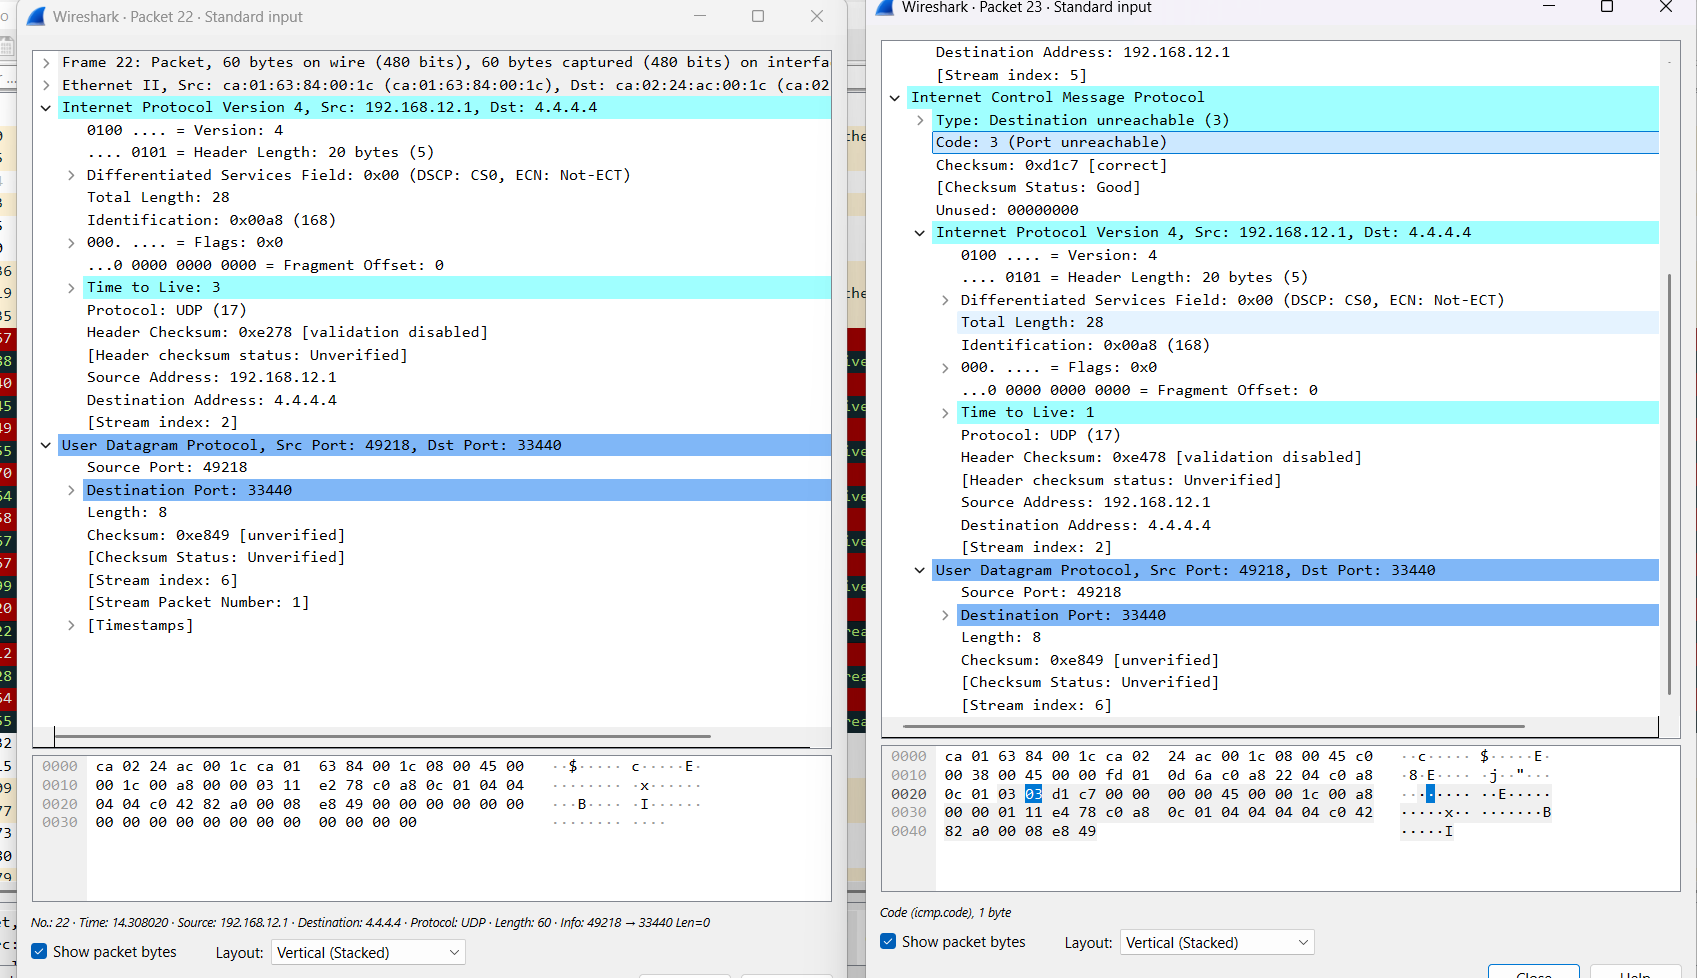 Wireshark · Packet 22 · Standard input
Frame 22: Packet, 60 bytes on wire (480 bits), 60 bytes captured (480 bits) on interfa
Ethernet II, Src: ca:01:63:84:00:1c (ca:01:63:84:00:1c), Dst: ca:02:24:ac:00:1c (ca:02
Internet Protocol Version 4, Src: 192.168.12.1, Dst: 4.4.4.4
0100 .... = Version: 4
.... 0101 = Header Length: 20 bytes (5)
Differentiated Services Field: 0x00 (DSCP: CS0, ECN: Not-ECT)
Total Length: 28
Identification: 0x00a8 (168)
000. .... = Flags: 0x0
...0 0000 0000 0000 = Fragment Offset: 0
Time to Live: 3
Protocol: UDP (17)
Header Checksum: 0xe278 [validation disabled]
[Header checksum status: Unverified]
Source Address: 192.168.12.1
Destination Address: 4.4.4.4
[Stream index: 2]
User Datagram Protocol, Src Port: 49218, Dst Port: 33440
Source Port: 49218
Destination Port: 33440
Length: 8
Checksum: 0xe849 [unverified]
[Checksum Status: Unverified]
[Stream index: 6]
[Stream Packet Number: 1]
[Timestamps]
0000 ca 02 24 ac 00 1c ca 01 63 84 00 1c 08 00 45 00 ··$····· c·····E·
0010 00 1c 00 a8 00 00 03 11 e2 78 c0 a8 0c 01 04 04 ········ ·x······
0020 04 04 c0 42 82 a0 00 08 e8 49 00 00 00 00 00 00 ···B···· ·I······
0030 00 00 00 00 00 00 00 00 00 00 00 00 ········ ····
No.: 22 · Time: 14.308020 · Source: 192.168.12.1 · Destination: 4.4.4.4 · Protocol: UDP · Length: 60 · Info: 49218 → 33440 Len=0
Show packet bytes Layout: Vertical (Stacked)
Wireshark · Packet 23 · Standard input
Destination Address: 192.168.12.1
[Stream index: 5]
Internet Control Message Protocol
Type: Destination unreachable (3)
Code: 3 (Port unreachable)
Checksum: 0xd1c7 [correct]
[Checksum Status: Good]
Unused: 00000000
Internet Protocol Version 4, Src: 192.168.12.1, Dst: 4.4.4.4
0100 .... = Version: 4
.... 0101 = Header Length: 20 bytes (5)
Differentiated Services Field: 0x00 (DSCP: CS0, ECN: Not-ECT)
Total Length: 28
Identification: 0x00a8 (168)
000. .... = Flags: 0x0
...0 0000 0000 0000 = Fragment Offset: 0
Time to Live: 1
Protocol: UDP (17)
Header Checksum: 0xe478 [validation disabled]
[Header checksum status: Unverified]
Source Address: 192.168.12.1
Destination Address: 4.4.4.4
[Stream index: 2]
User Datagram Protocol, Src Port: 49218, Dst Port: 33440
Source Port: 49218
Destination Port: 33440
Length: 8
Checksum: 0xe849 [unverified]
[Checksum Status: Unverified]
[Stream index: 6]
0000 ca 01 63 84 00 1c ca 02 24 ac 00 1c 08 00 45 c0 ··c····· $·····E·
0010 00 38 00 45 00 00 fd 01 0d 6a c0 a8 22 04 c0 a8 ·8·E···· ·j··"···
0020 0c 01 03 03 d1 c7 00 00 00 00 45 00 00 1c 00 a8 ········ ··E·····
0030 00 00 01 11 e4 78 c0 a8 0c 01 04 04 04 04 c0 42 ·····x·· ·······B
0040 82 a0 00 08 e8 49 ·····I
Code (icmp.code), 1 byte
Show packet bytes Layout: Vertical (Stacked)
Close Help